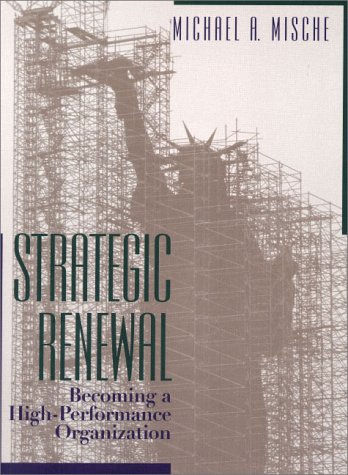 MICHAEL A. MISCHE
STRATEGIC
RENEWAL
Becoming a
High-Performance
Organization